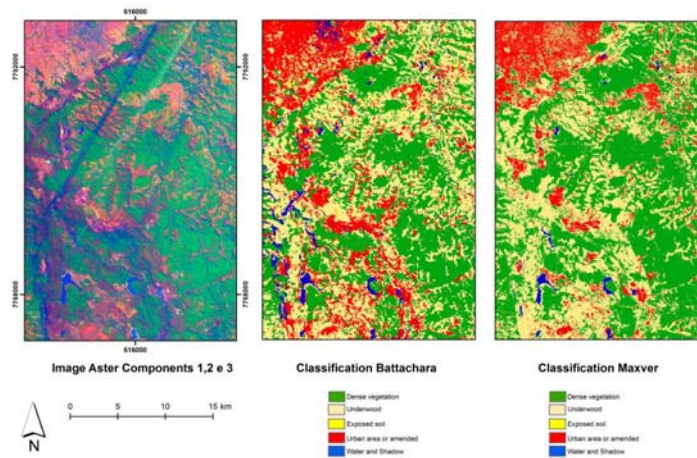 616000
7792000
7792000
7768000
7768000
616000
Image Aster Components 1,2 e 3
Classification Battachara
Classification Maxver
0 5 10 15 km
N
Dense vegetation
Underwood
Exposed soil
Urban area or amended
Water and Shadow
Dense vegetation
Underwood
Exposed soil
Urban area or amended
Water and Shadow